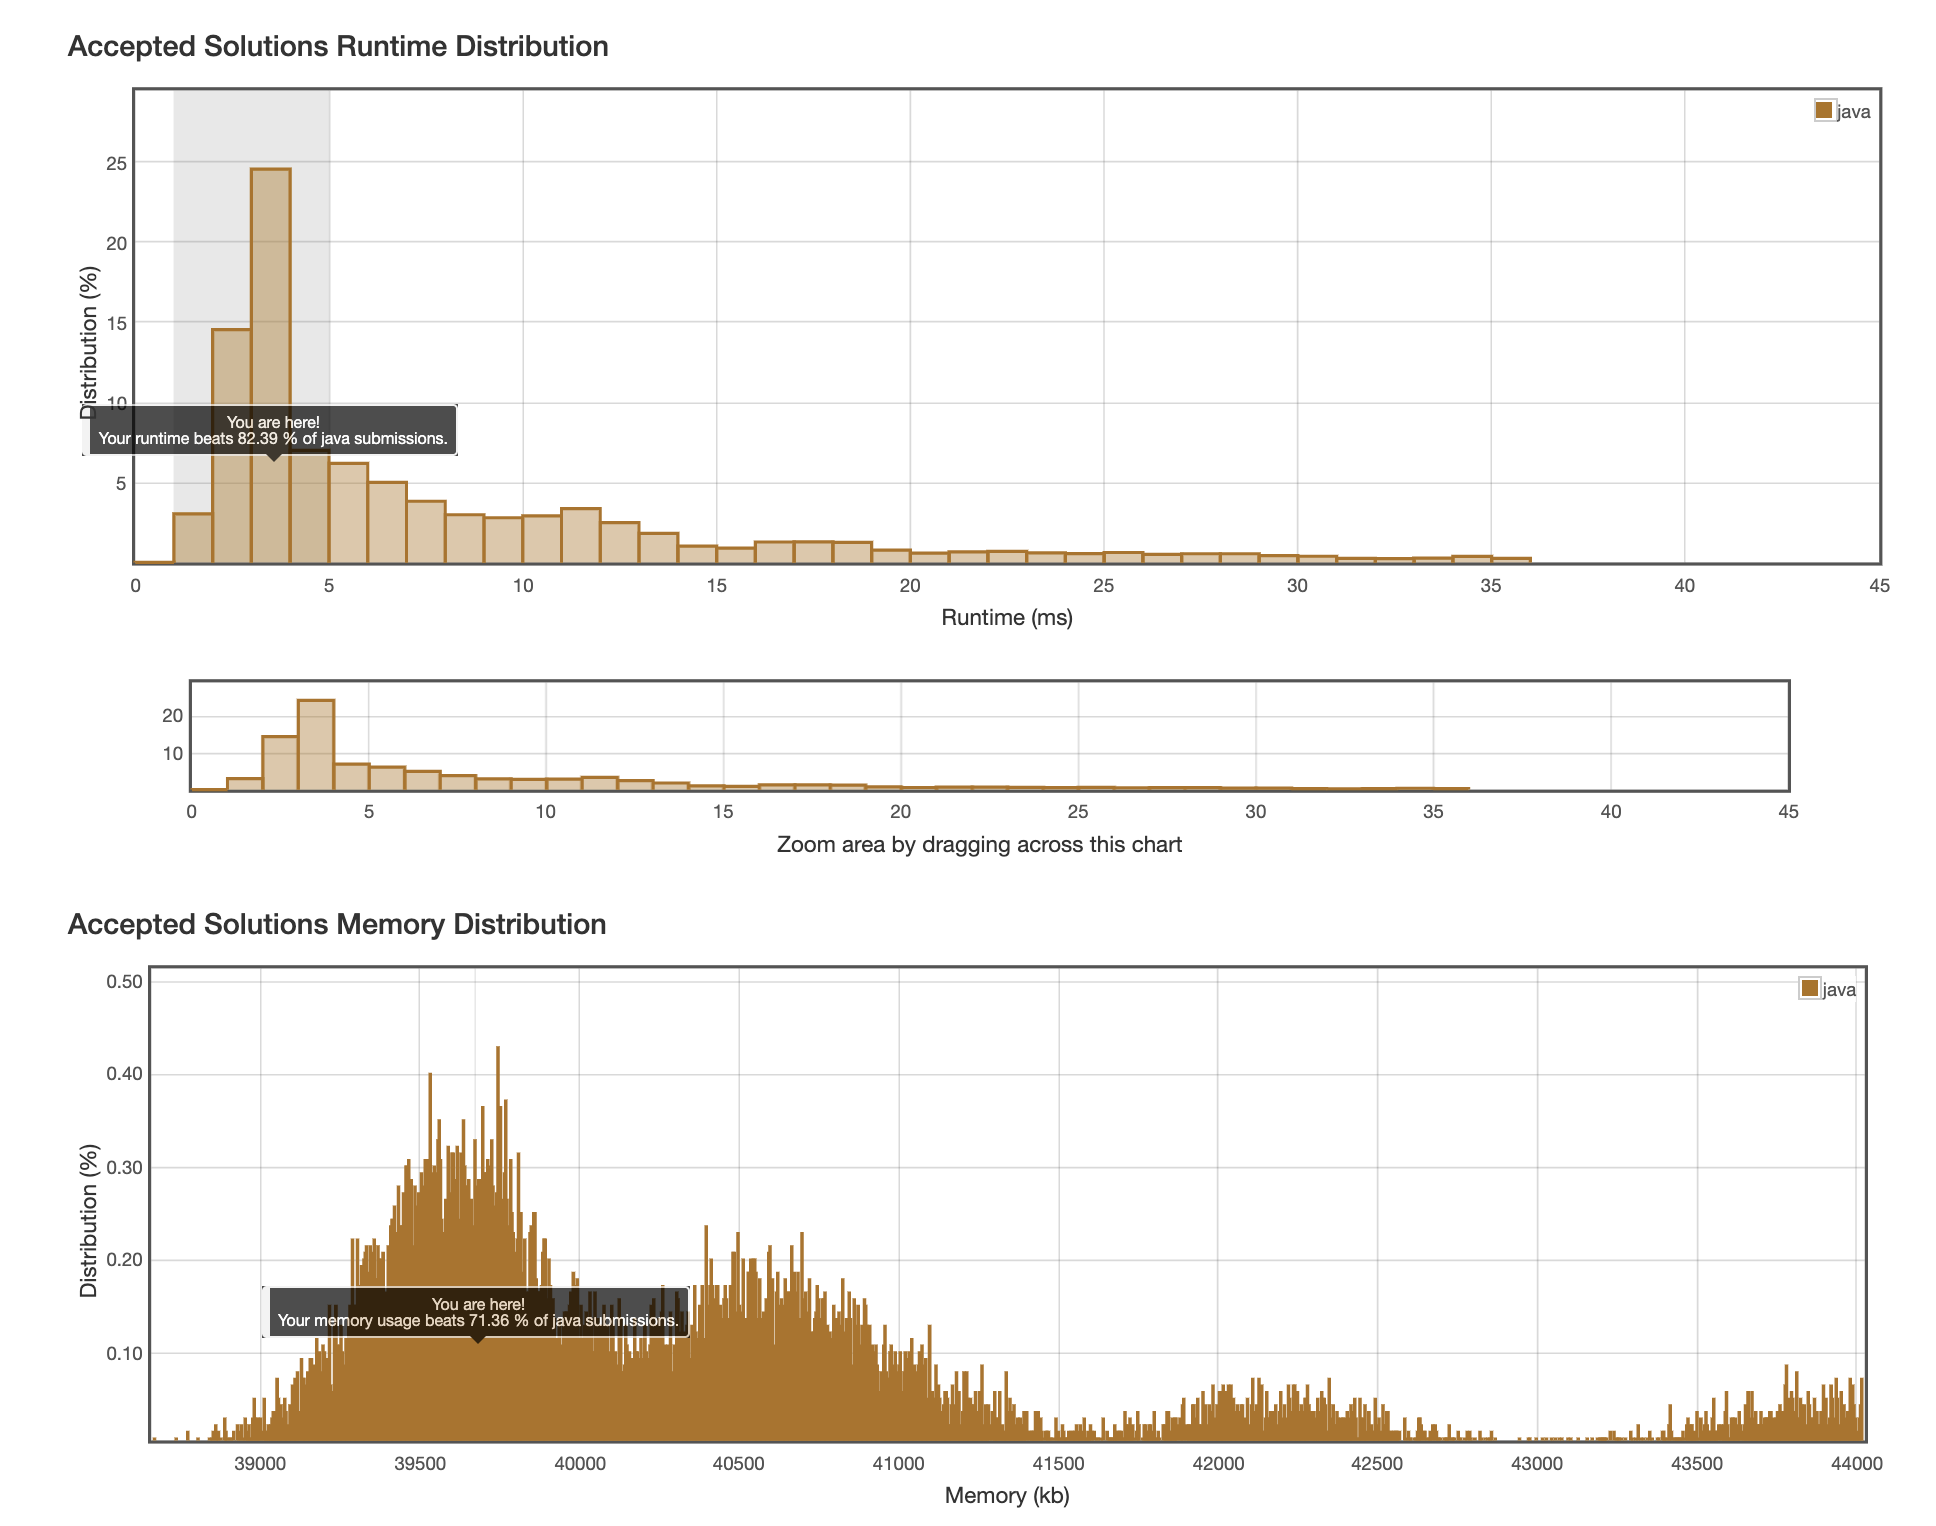 Accepted Solutions Runtime Distribution
java
25
20
15
10
5
Distribution (%)
You are here!
Your runtime beats 82.39 % of java submissions.
0 5 10 15 20 25 30 35 40 45
Runtime (ms)
20
10
0 5 10 15 20 25 30 35 40 45
Zoom area by dragging across this chart
Accepted Solutions Memory Distribution
java
0.50
0.40
0.30
0.20
0.10
Distribution (%)
You are here!
Your memory usage beats 71.36 % of java submissions.
39000 39500 40000 40500 41000 41500 42000 42500 43000 43500 44000
Memory (kb)